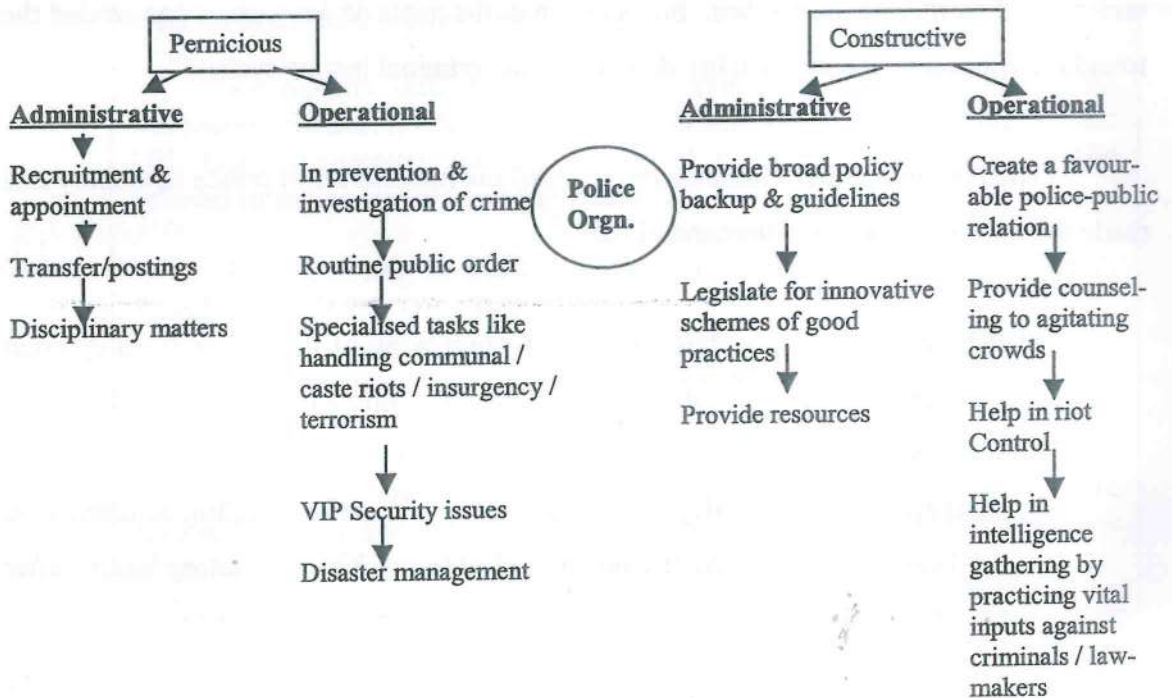 Pernicious
Administrative
Recruitment &
appointment
Transfer/postings
Disciplinary matters
Operational
In prevention &
investigation of crime
Routine public order
Specialised tasks like
handling communal /
caste riots / insurgency /
terrorism
VIP Security issues
Disaster management
Police
Orgn.
Constructive
Administrative
Provide broad policy
backup & guidelines
Legislate for innovative
schemes of good
practices
Provide resources
Operational
Create a favour-
able police-public
relation
Provide counsel-
ing to agitating
crowds
Help in riot
Control
Help in
intelligence
gathering by
practicing vital
inputs against
criminals / law-
makers